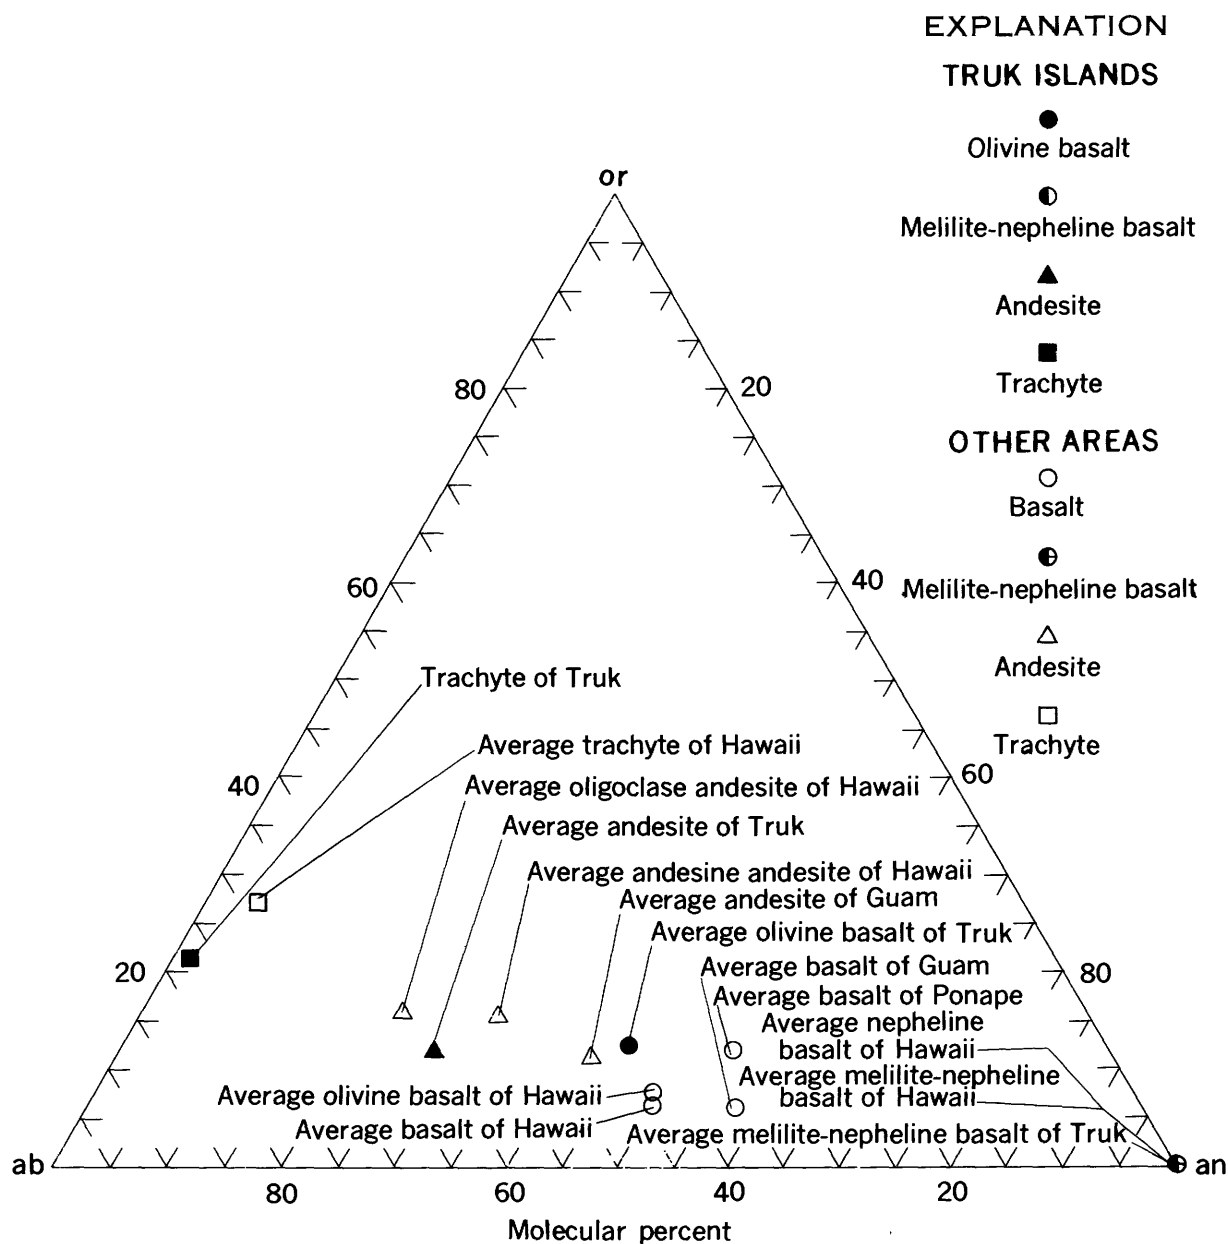 EXPLANATION
TRUK ISLANDS
Olivine basalt
Melilite-nepheline basalt
Andesite
Trachyte
OTHER AREAS
Basalt
Melilite-nepheline basalt
Andesite
Trachyte
or
80
20
60
40
40
60
20
80
Trachyte of Truk
Average trachyte of Hawaii
Average oligoclase andesite of Hawaii
Average andesite of Truk
Average andesine andesite of Hawaii
Average andesite of Guam
Average olivine basalt of Truk
Average basalt of Guam
Average basalt of Ponape
Average nepheline
basalt of Hawaii
Average melilite-nepheline
basalt of Hawaii
Average olivine basalt of Hawaii
Average basalt of Hawaii
Average melilite-nepheline basalt of Truk
ab
an
80
60
40
20
Molecular percent